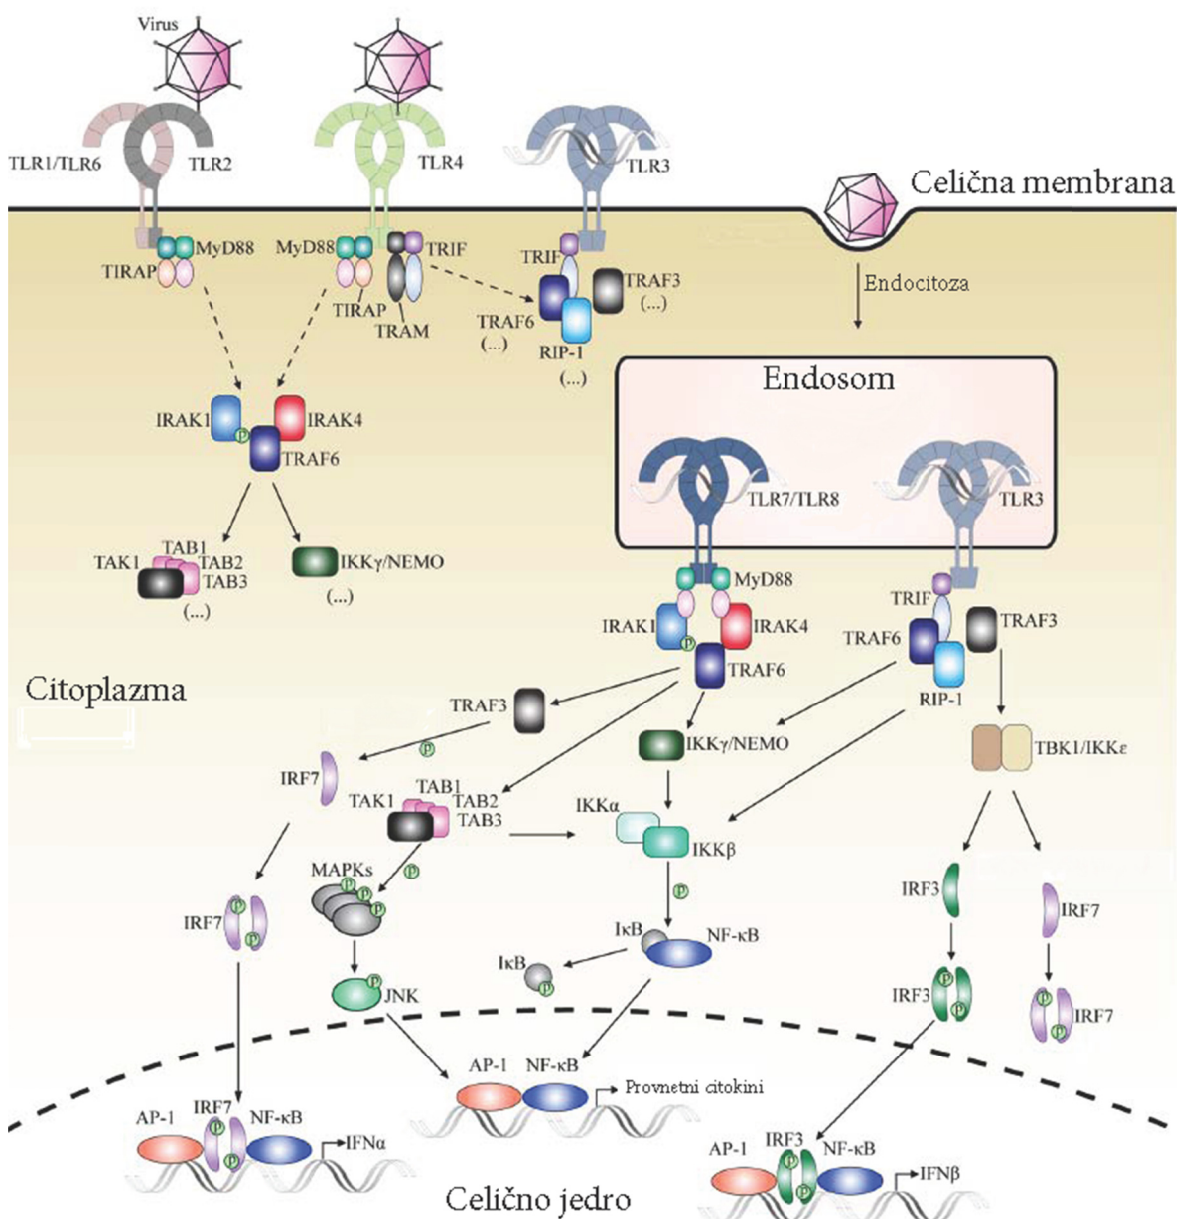 Virus
TLR1/TLR6
TLR2
TLR4
TLR3
Celična membrana
MyD88
TIRAP
MyD88
TIRAP
TRIF
TRAM
TRIF
TRAF3
(...)
TRAF6
(...)
RIP-1
(...)
Endocitoza
Endosom
IRAK1
P
IRAK4
TRAF6
TLR7/TLR8
TLR3
TAK1
TAB1
TAB2
TAB3
(...)
IKKγ/NEMO
(...)
MyD88
IRAK1
P
IRAK4
TRAF6
TRIF
TRAF6
TRAF3
RIP-1
Citoplazma
TRAF3
P
IKKγ/NEMO
TBK1/IKKε
IRF7
TAK1
TAB1
TAB2
TAB3
IKKα
IKKβ
MAPKs
P
P
P
P
P
IRF3
IRF7
IRF7
P
P
IκB
NF-κB
IκB
P
JNK
P
IRF3
P
P
IRF7
P
P
AP-1
NF-κB
Provnetni citokini
AP-1
IRF7
P
P
NF-κB
IFNα
AP-1
IRF3
P
P
NF-κB
IFNβ
Celično jedro